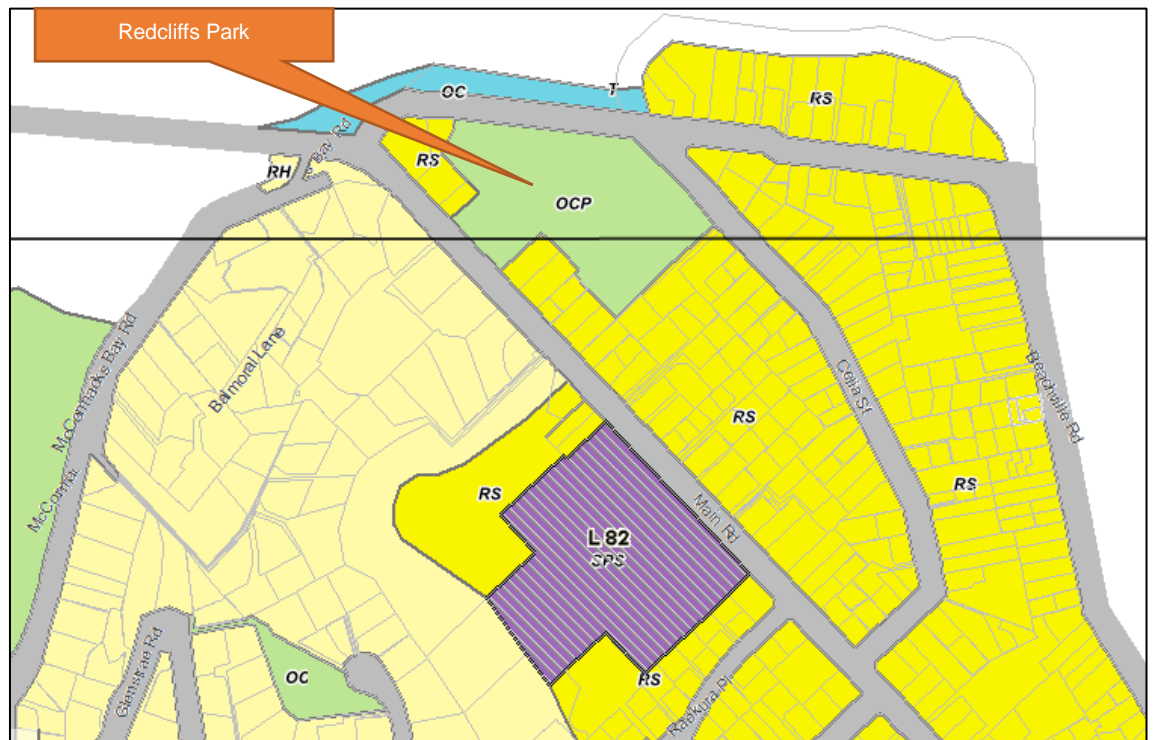 Redcliffs Park
OC
T
RS
RS
RH
Bay Rd
OCP
McCormacks Bay Rd
Balmoral Lane
Celia St
Beachville Rd
RS
RS
RS
Main Rd
L 82
SPS
McCormac
Glenstrae Rd
OC
RS
Raekura Pl